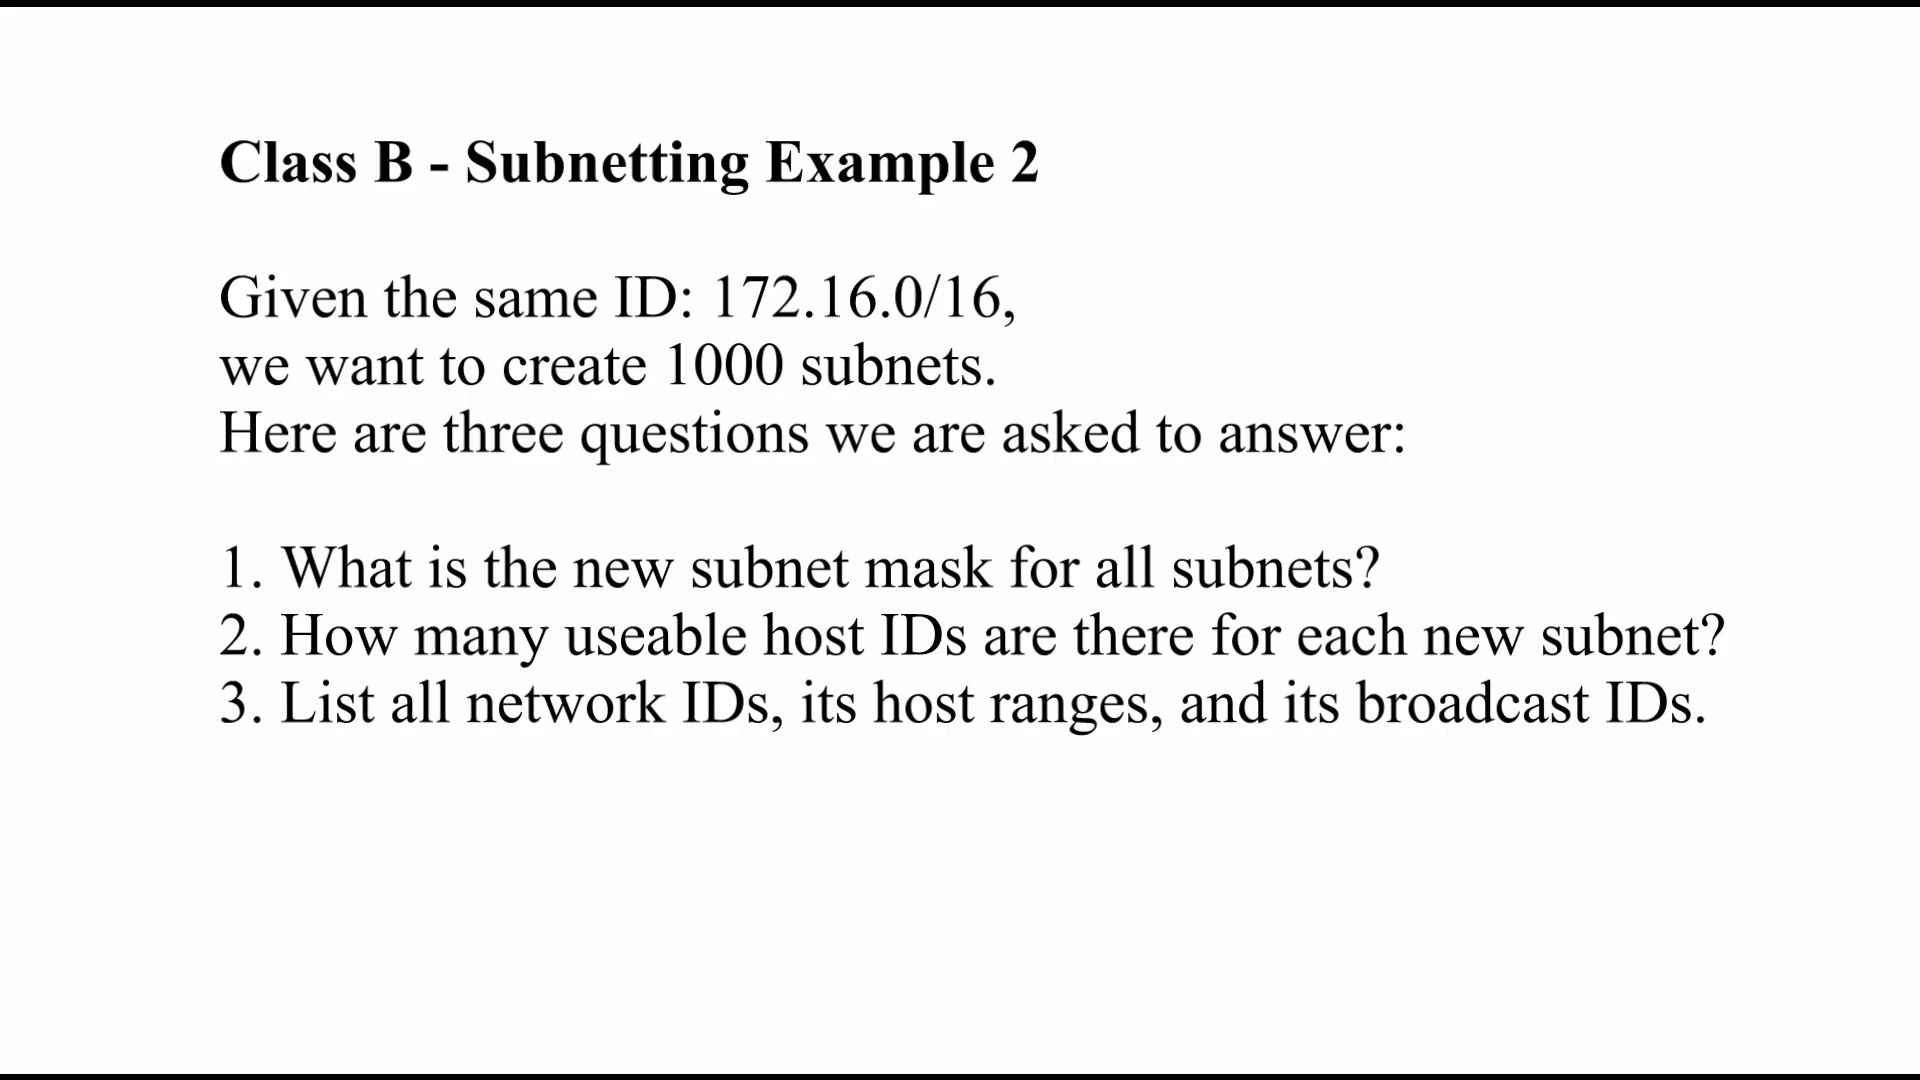 Class B - Subnetting Example 2
Given the same ID: 172.16.0/16,
we want to create 1000 subnets.
Here are three questions we are asked to answer:
1. What is the new subnet mask for all subnets?
2. How many useable host IDs are there for each new subnet?
3. List all network IDs, its host ranges, and its broadcast IDs.